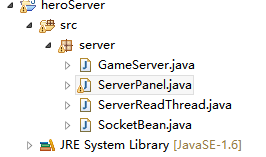 heroServer
src
server
GameServer.java
ServerPanel.java
ServerReadThread.java
SocketBean.java
JRE System Library [JavaSE-1.6]